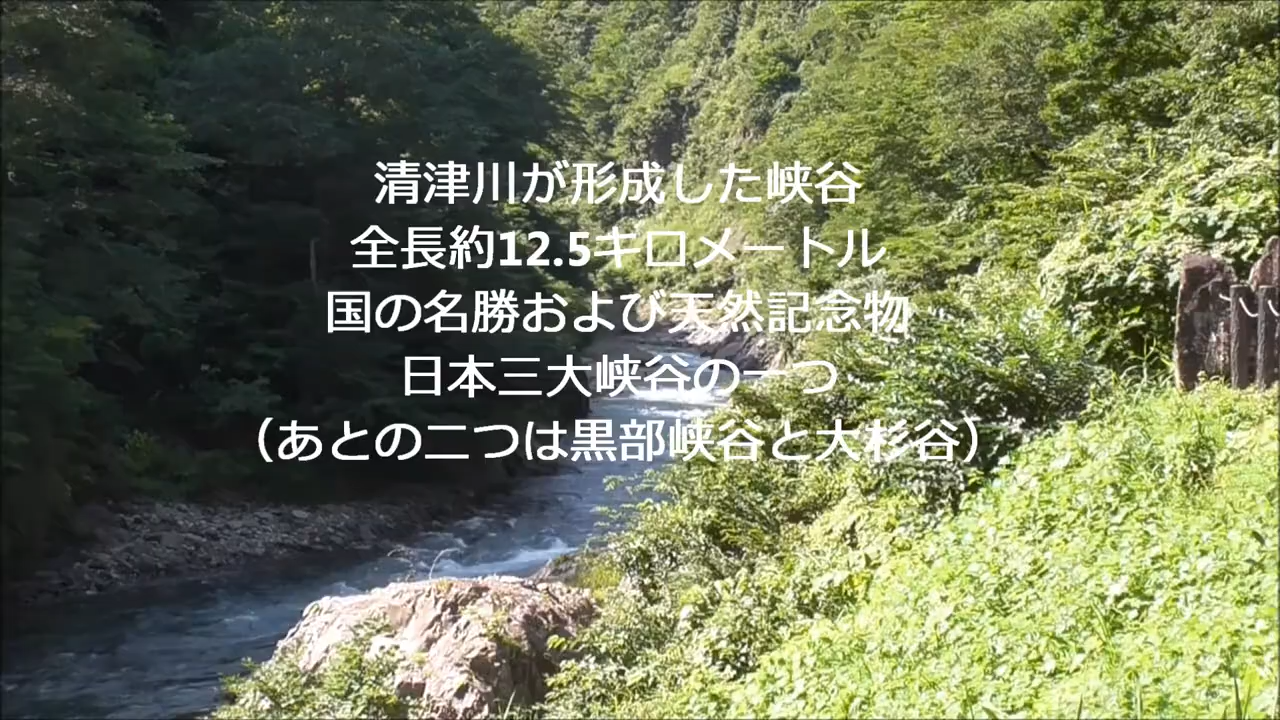 清津川が形成した峡谷
全長約12.5キロメートル
国の名勝および天然記念物
日本三大峡谷の一つ
（あとの二つは黒部峡谷と大杉谷）